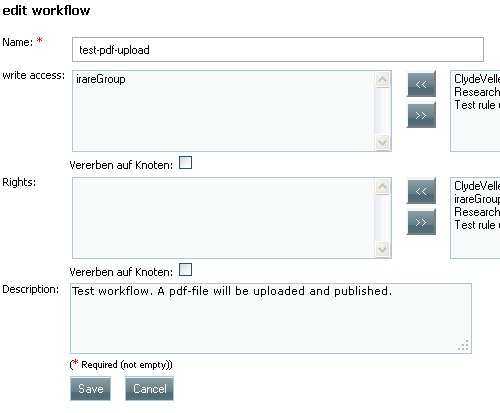 edit workflow
Name: * test-pdf-upload
write access: irareGroup << ClydeVelle
Research
>> Test rule
Vererben auf Knoten:
Rights: << ClydeVelle
irareGroup
Research
>> Test rule
Vererben auf Knoten:
Description: Test workflow. A pdf-file will be uploaded and published.
(* Required (not empty))
Save Cancel